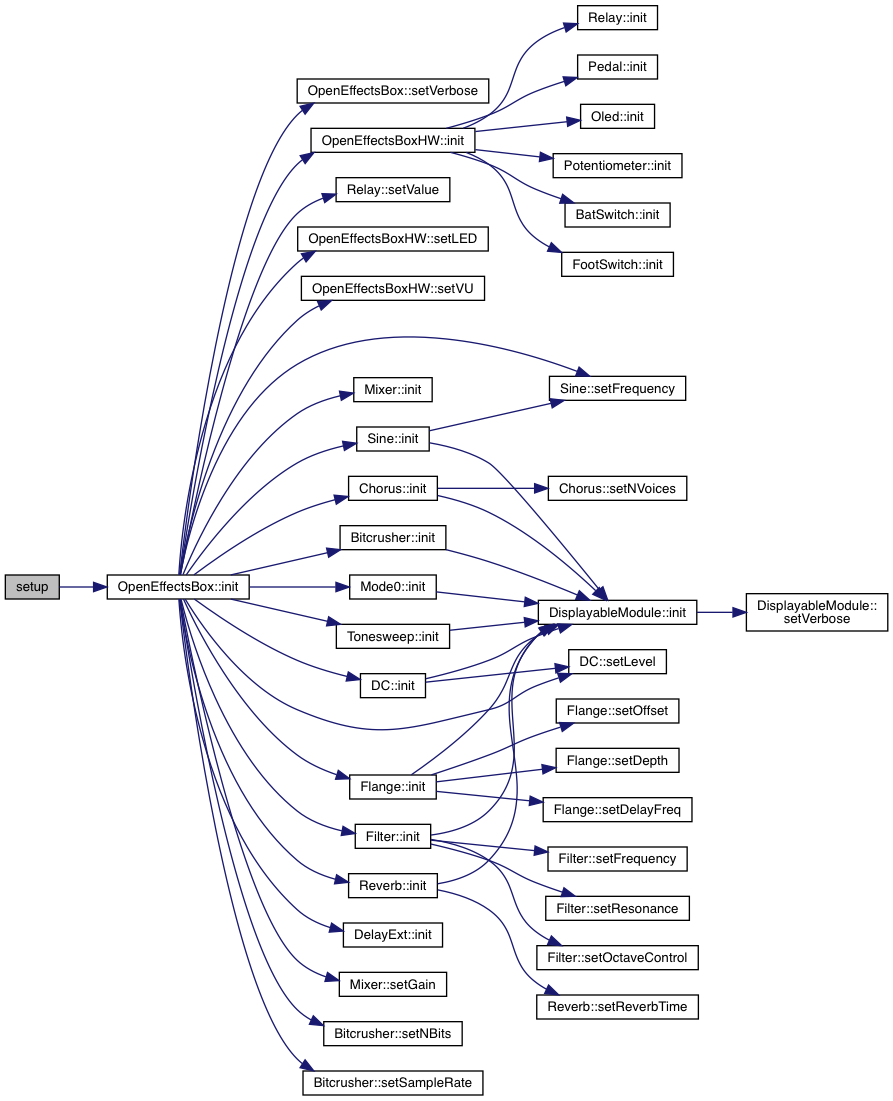 Relay::init
Pedal::init
OpenEffectsBox::setVerbose
Oled::init
OpenEffectsBoxHW::init
Potentiometer::init
Relay::setValue
BatSwitch::init
OpenEffectsBoxHW::setLED
FootSwitch::init
OpenEffectsBoxHW::setVU
Mixer::init
Sine::setFrequency
Sine::init
Chorus::init
Chorus::setNVoices
Bitcrusher::init
setup
OpenEffectsBox::init
Mode0::init
DisplayableModule::init
DisplayableModule::
setVerbose
Tonesweep::init
DC::setLevel
DC::init
Flange::setOffset
Flange::setDepth
Flange::init
Flange::setDelayFreq
Filter::init
Filter::setFrequency
Reverb::init
Filter::setResonance
DelayExt::init
Filter::setOctaveControl
Mixer::setGain
Reverb::setReverbTime
Bitcrusher::setNBits
Bitcrusher::setSampleRate